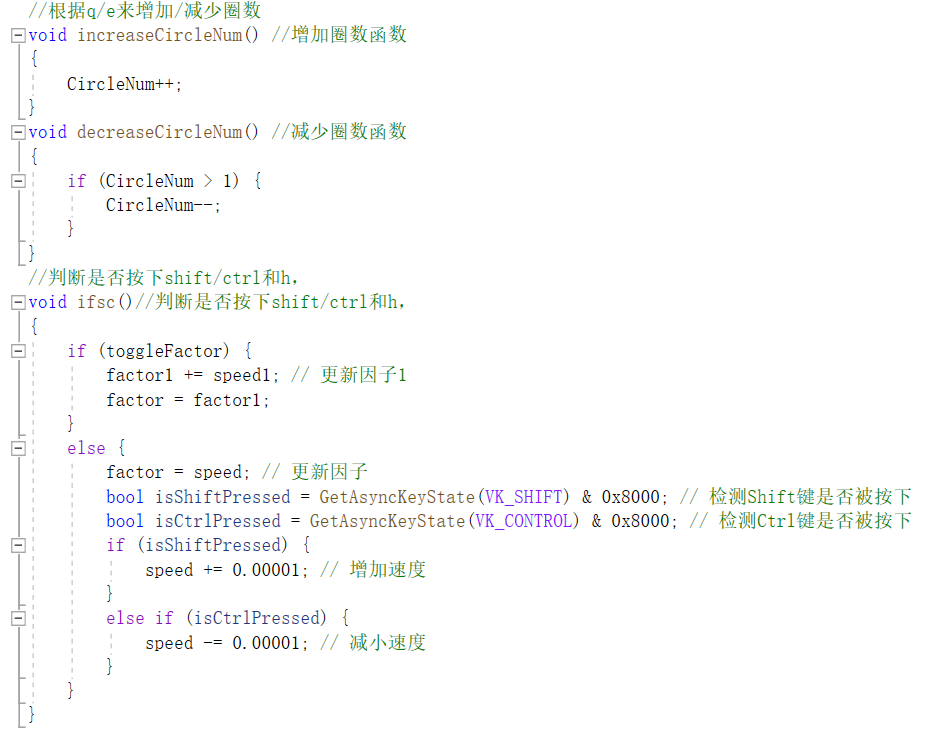 //根据q/e来增加/减少圈数
void increaseCircleNum() //增加圈数函数
{
    CircleNum++;
}
void decreaseCircleNum() //减少圈数函数
{
    if (CircleNum > 1) {
        CircleNum--;
    }
}
//判断是否按下shift/ctrl和h,
void ifsc()//判断是否按下shift/ctrl和h,
{
    if (toggleFactor) {
        factor1 += speed1; // 更新因子1
        factor = factor1;
    }
    else {
        factor = speed; // 更新因子
        bool isShiftPressed = GetAsyncKeyState(VK_SHIFT) & 0x8000; // 检测Shift键是否被按下
        bool isCtrlPressed = GetAsyncKeyState(VK_CONTROL) & 0x8000; // 检测Ctrl键是否被按下
        if (isShiftPressed) {
            speed += 0.00001; // 增加速度
        }
        else if (isCtrlPressed) {
            speed -= 0.00001; // 减小速度
        }
    }
}